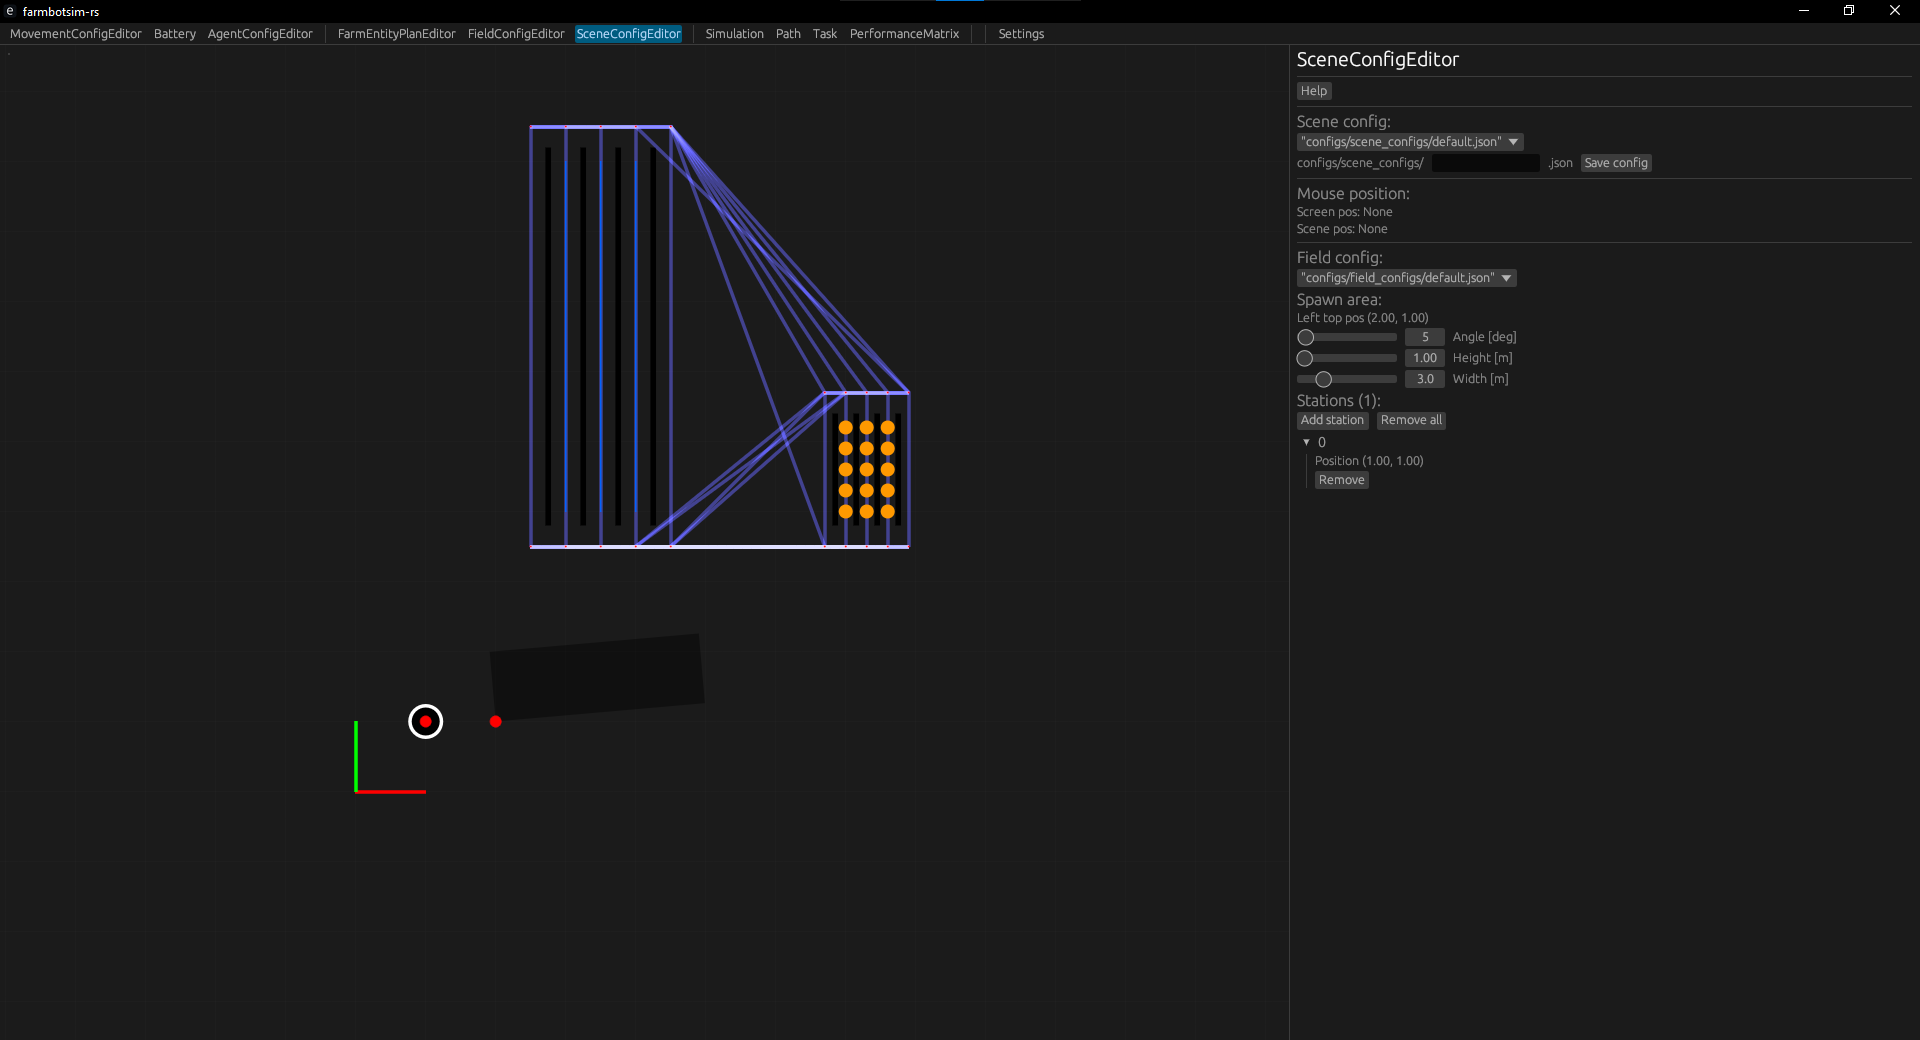 e farmbotsim-rs
MovementConfigEditor Battery AgentConfigEditor FarmEntityPlanEditor FieldConfigEditor SceneConfigEditor Simulation Path Task PerformanceMatrix Settings
SceneConfigEditor
Help
Scene config:
"configs/scene_configs/default.json"
configs/scene_configs/ .json Save config
Mouse position:
Screen pos: None
Scene pos: None
Field config:
"configs/field_configs/default.json"
Spawn area:
Left top pos (2.00, 1.00)
5 Angle [deg]
1.00 Height [m]
3.0 Width [m]
Stations (1):
Add station Remove all
0
Position (1.00, 1.00)
Remove